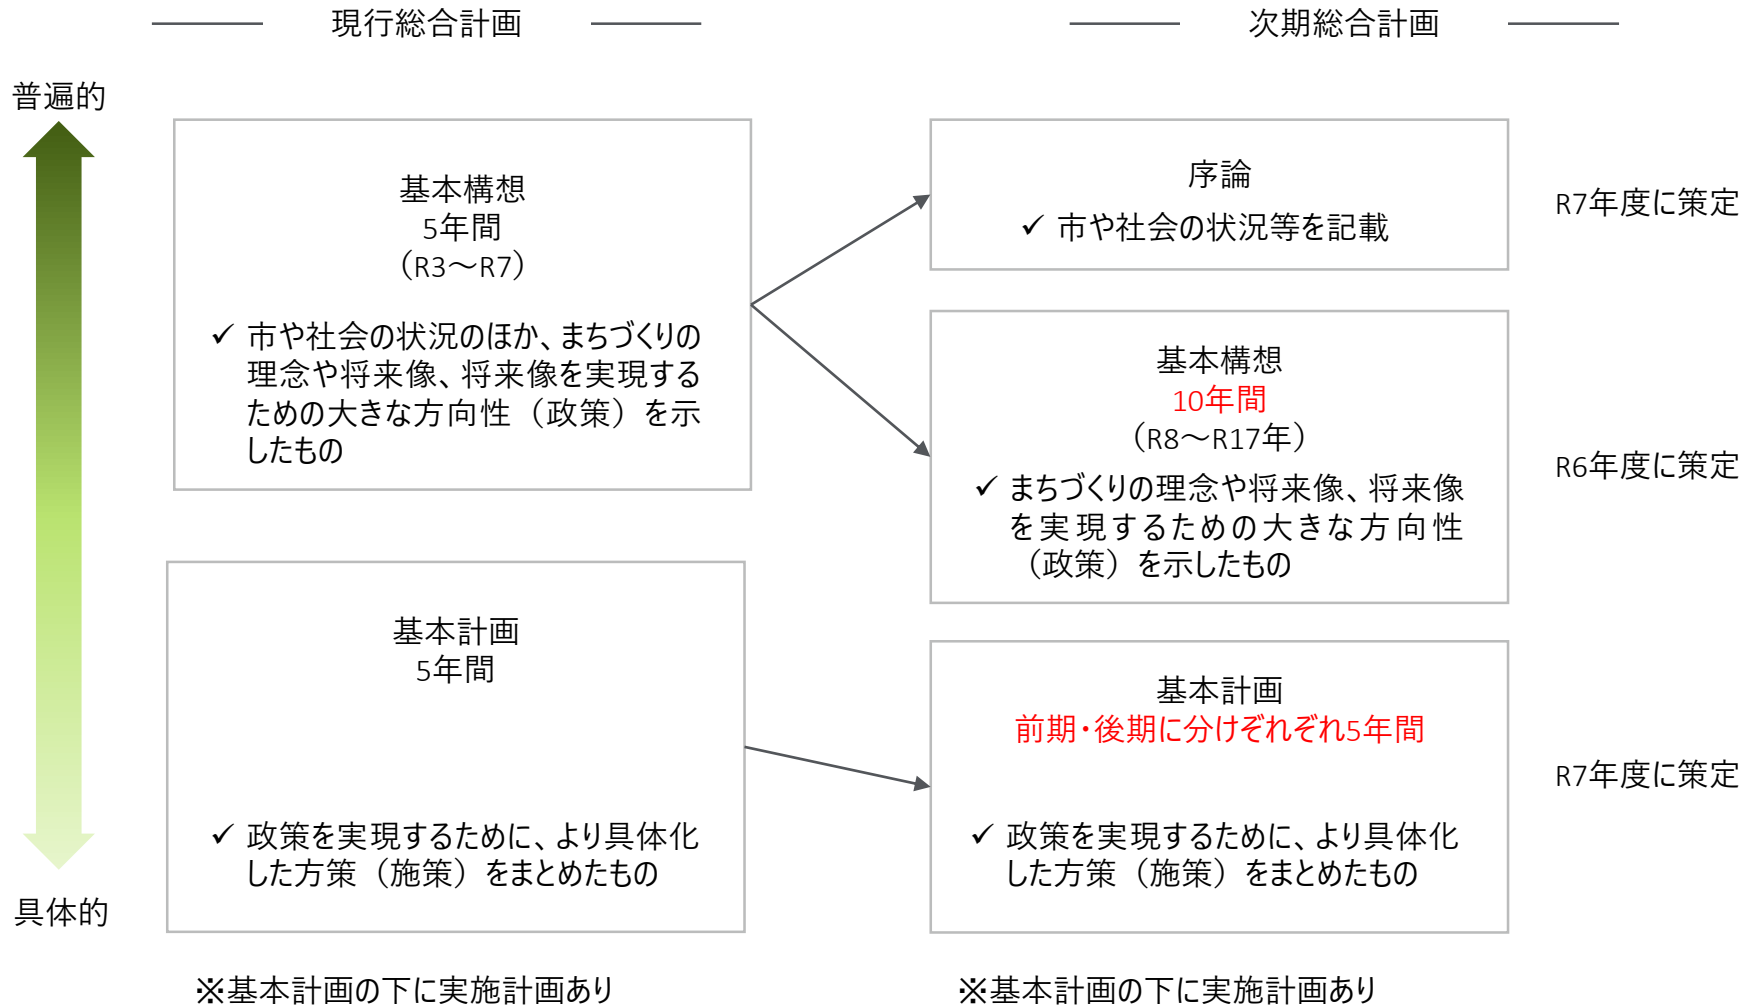 現行総合計画
次期総合計画
普遍的
具体的
基本構想
5年間
（R3～R7）
✓ 市や社会の状況のほか、まちづくりの
理念や将来像、将来像を実現する
ための大きな方向性（政策）を示
したもの
基本計画
5年間
✓ 政策を実現するために、より具体化
した方策（施策）をまとめたもの
※基本計画の下に実施計画あり
序論
✓ 市や社会の状況等を記載
R7年度に策定
基本構想
10年間
（R8～R17年）
✓ まちづくりの理念や将来像、将来像
を実現するための大きな方向性
（政策）を示したもの
R6年度に策定
基本計画
前期・後期に分けぞれぞれ5年間
✓ 政策を実現するために、より具体化
した方策（施策）をまとめたもの
R7年度に策定
※基本計画の下に実施計画あり